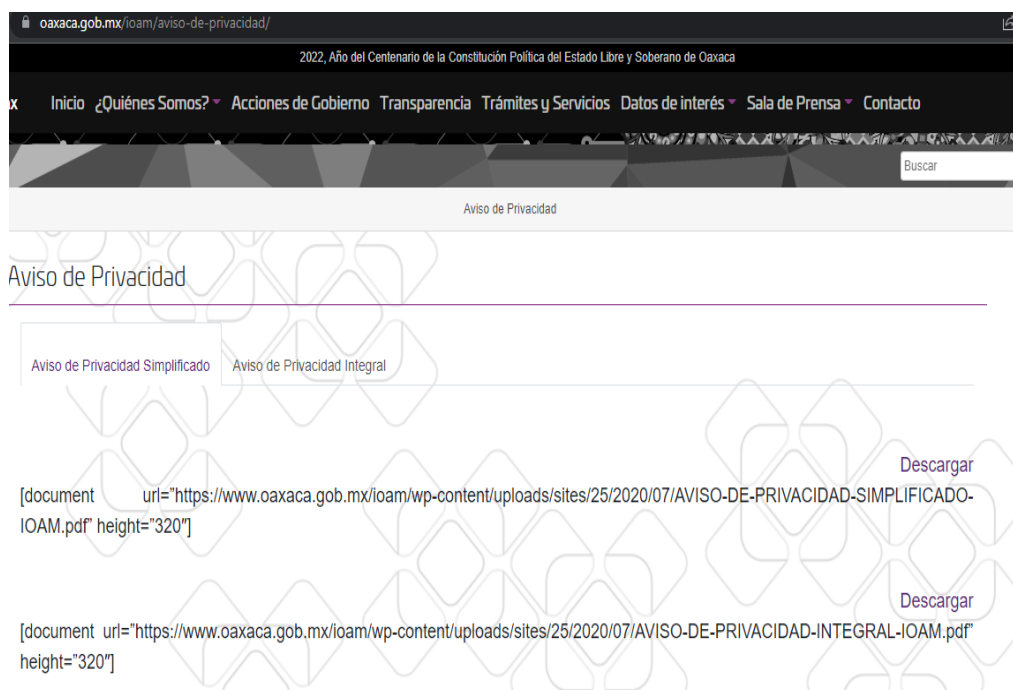 oaxaca.gob.mx/ioam/aviso-de-privacidad/
2022, Año del Centenario de la Constitución Política del Estado Libre y Soberano de Oaxaca
ox Inicio ¿Quiénes Somos? Acciones de Gobierno Transparencia Trámites y Servicios Datos de interés Sala de Prensa Contacto
Buscar
Aviso de Privacidad
Aviso de Privacidad
Aviso de Privacidad Simplificado Aviso de Privacidad Integral
Descargar
[document url=”https://www.oaxaca.gob.mx/ioam/wp-content/uploads/sites/25/2020/07/AVISO-DE-PRIVACIDAD-SIMPLIFICADO-
IOAM.pdf” height=”320″]
Descargar
[document url=”https://www.oaxaca.gob.mx/ioam/wp-content/uploads/sites/25/2020/07/AVISO-DE-PRIVACIDAD-INTEGRAL-IOAM.pdf”
height=”320″]